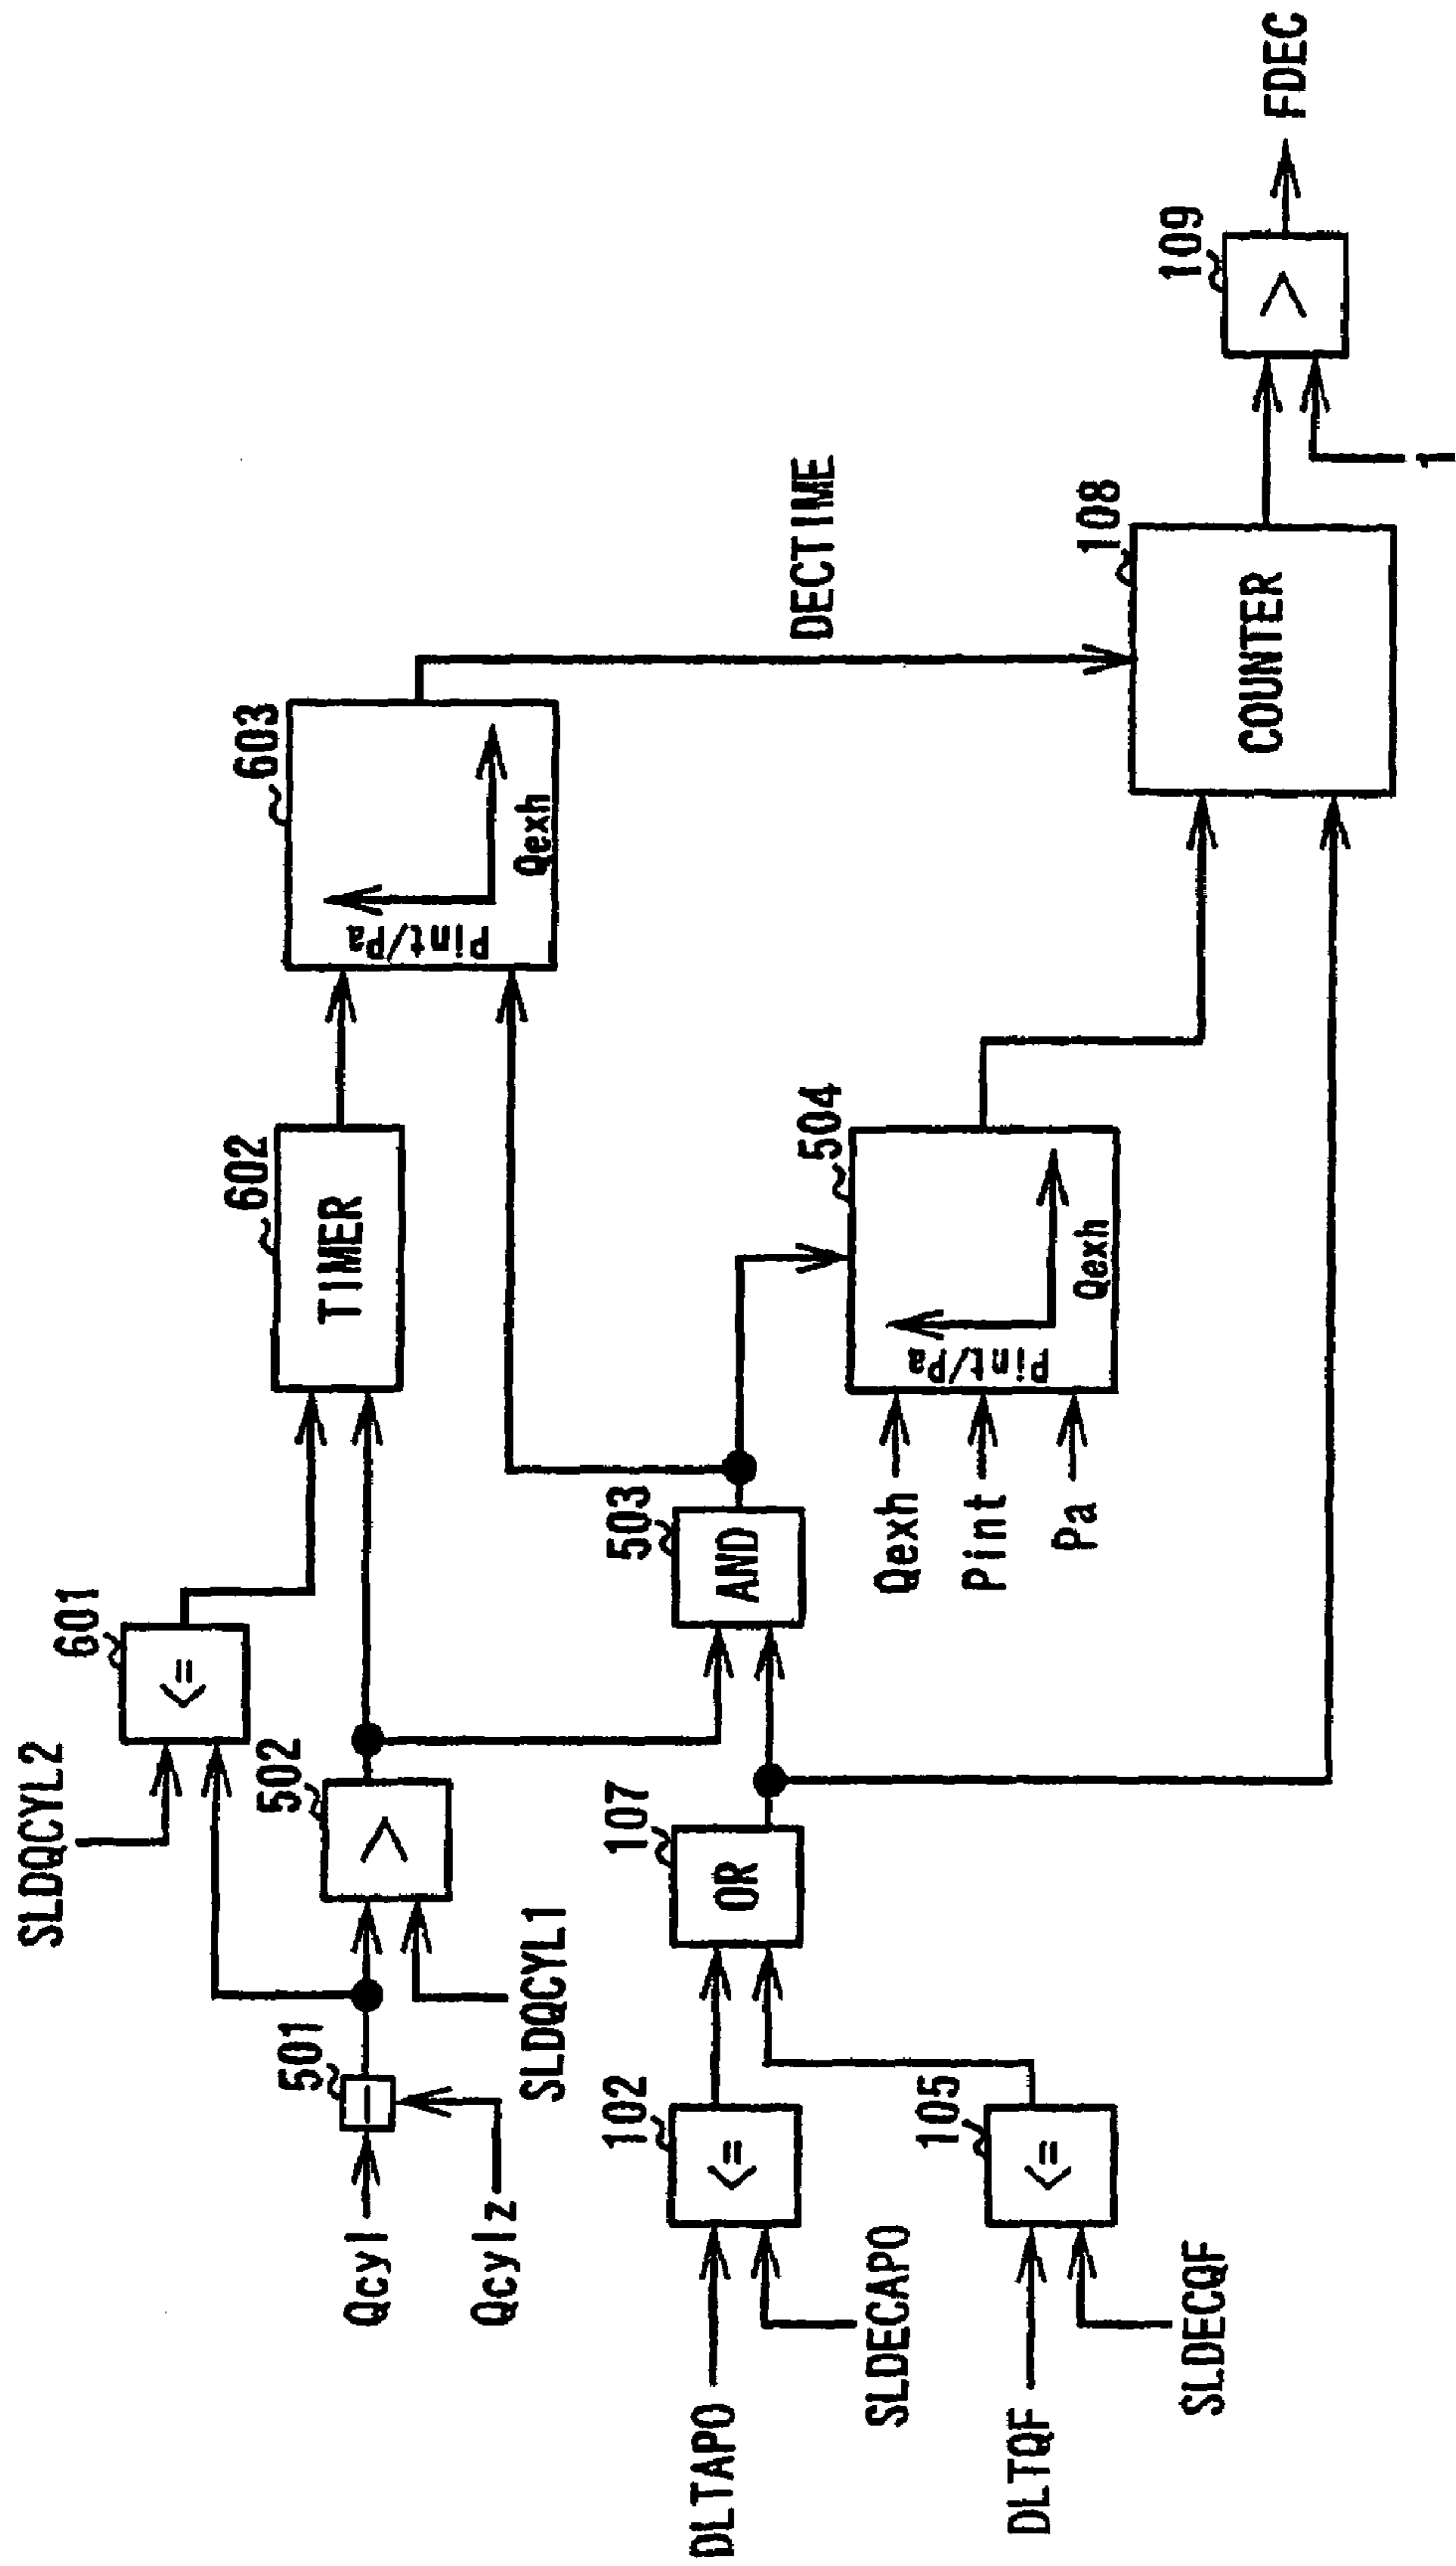 SLDQCYL2
601
<=
602
TIMER
603
Pint/Pa
Qexh
Qcyl
501
−
502
>
Qcylz
SLDQCYL1
DECTIME
DLTAPO
102
<=
SLDECAPO
107
OR
503
AND
504
Pint/Pa
Qexh
Qexh
Pint
Pa
DLTQF
105
<=
SLDECQF
108
COUNTER
109
>
1
FDEC